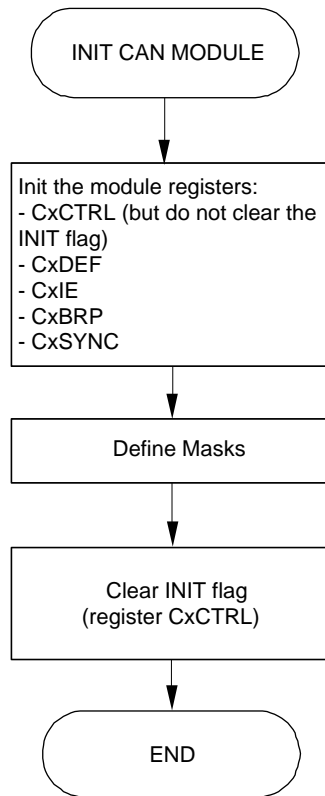 INIT CAN MODULE
Init the module registers:
- CxCTRL (but do not clear the
INIT flag)
- CxDEF
- CxIE
- CxBRP
- CxSYNC
Define Masks
Clear INIT flag
(register CxCTRL)
END